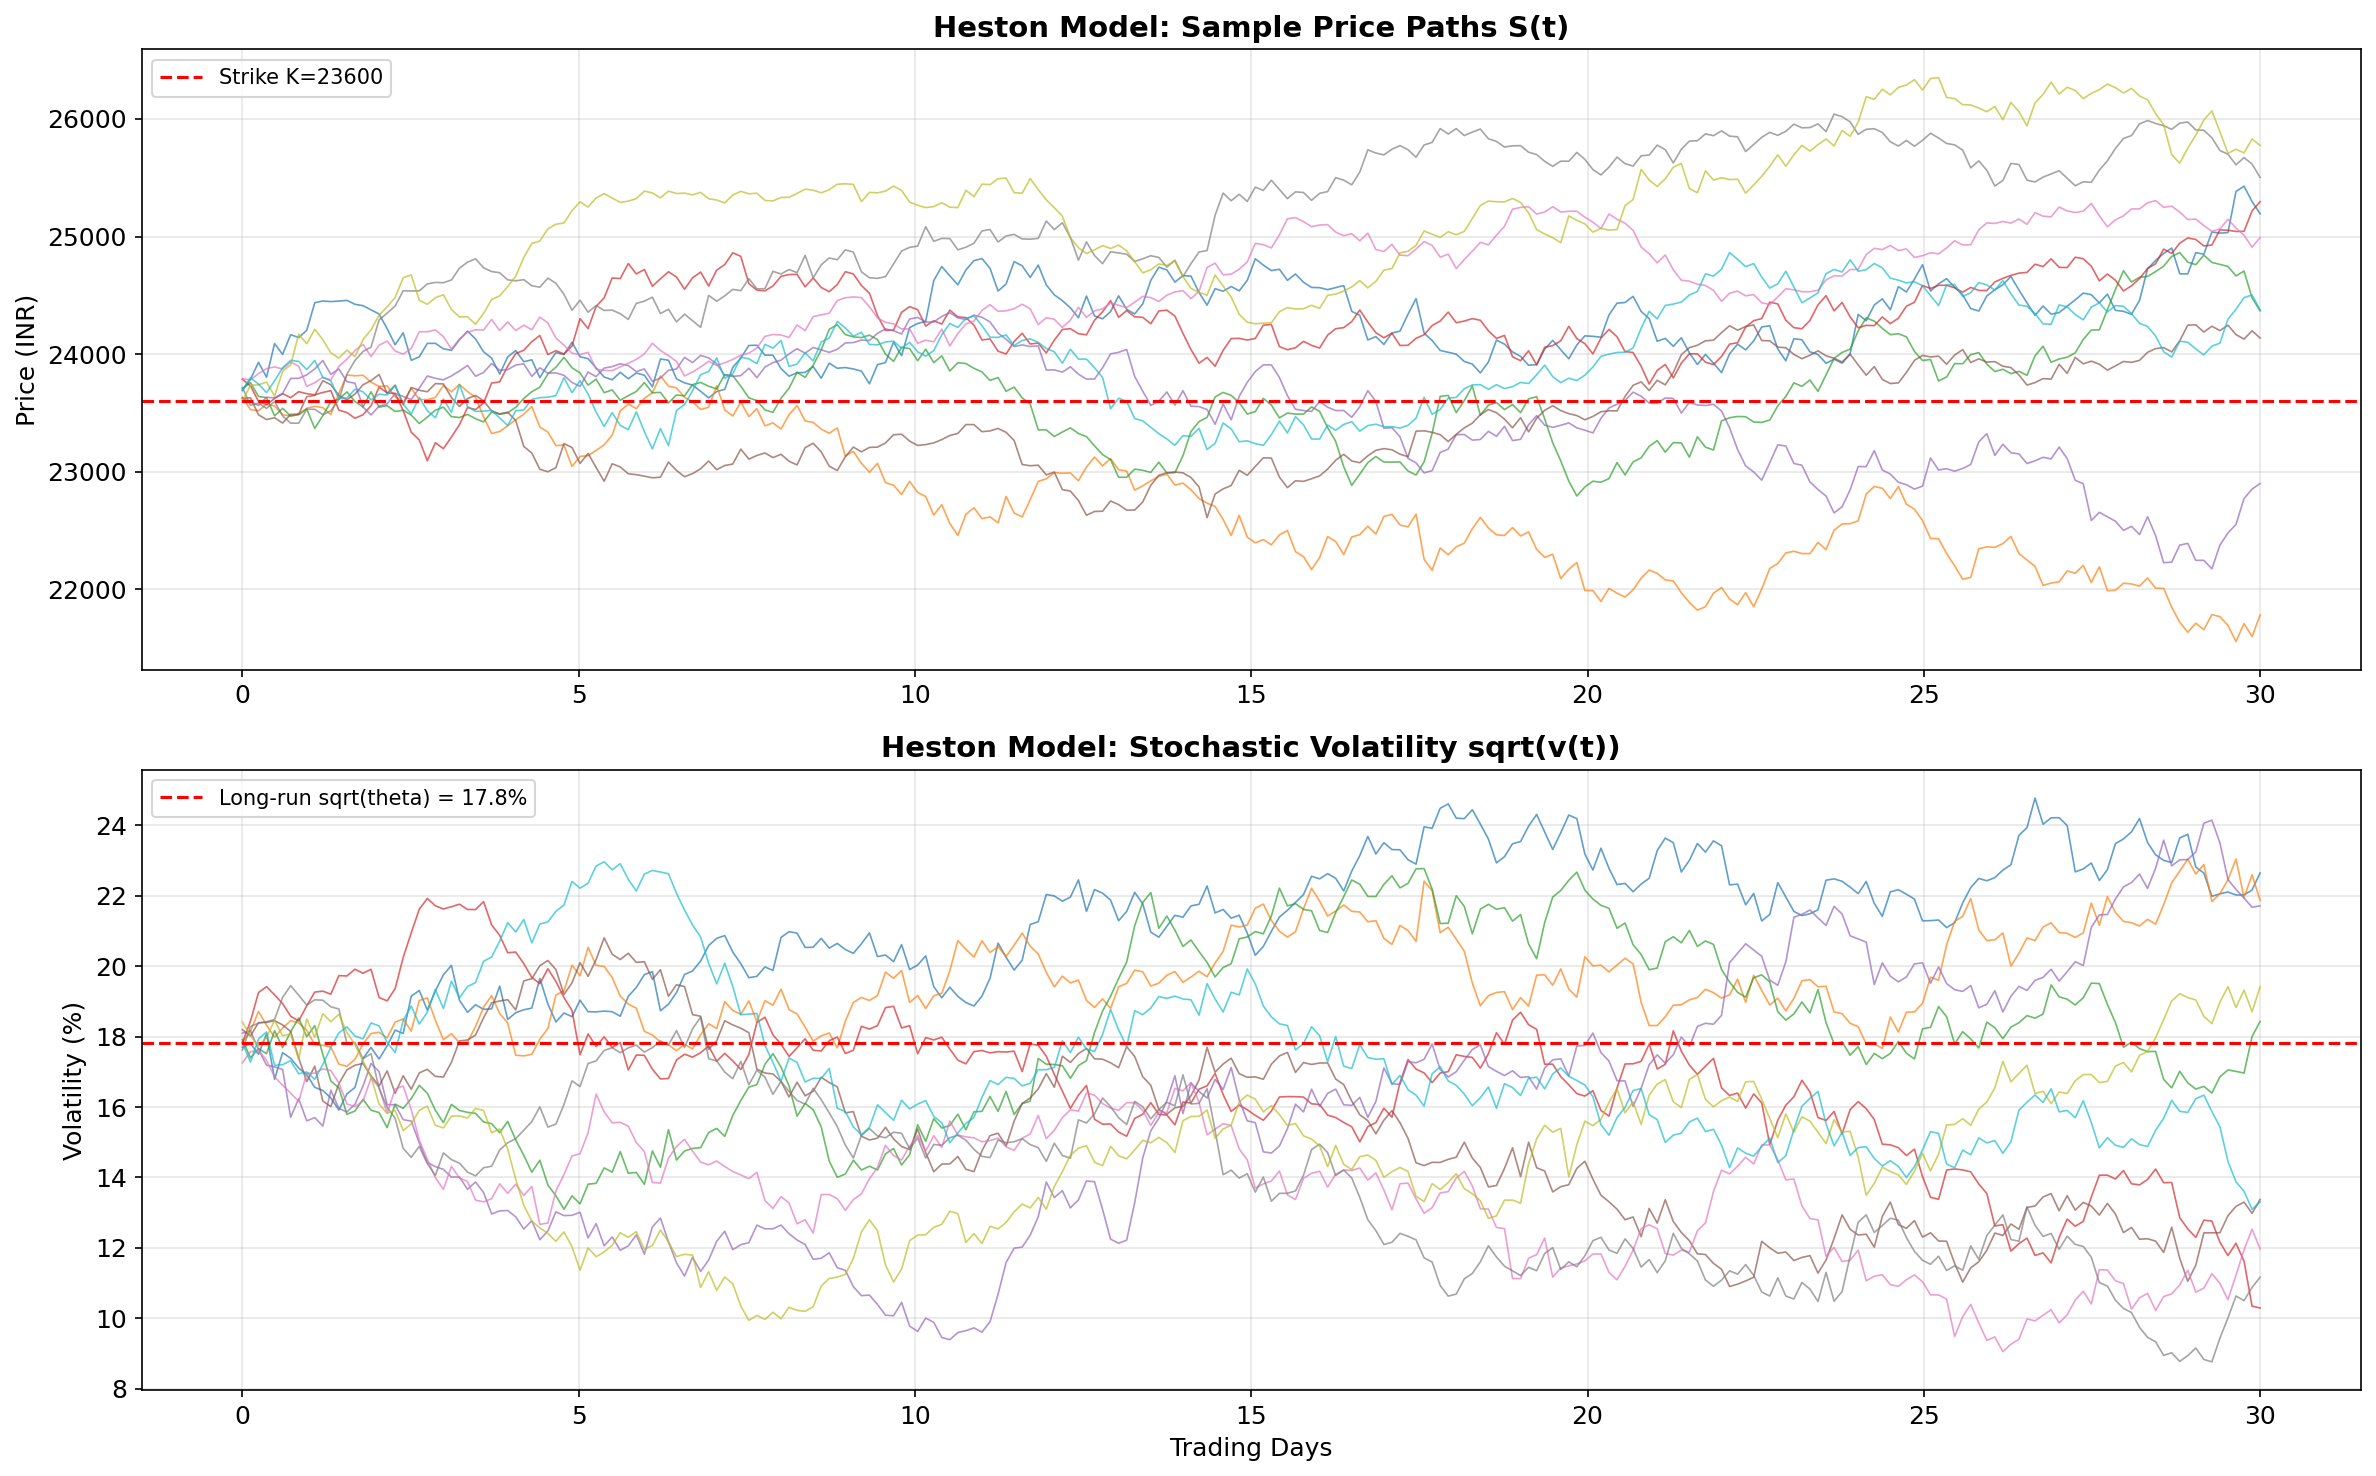 Heston Model: Sample Price Paths S(t)
Strike K=23600
Price (INR)
26000
25000
24000
23000
22000
0 5 10 15 20 25 30
Heston Model: Stochastic Volatility sqrt(v(t))
Long-run sqrt(theta) = 17.8%
Volatility (%)
24
22
20
18
16
14
12
10
8
0 5 10 15 20 25 30
Trading Days